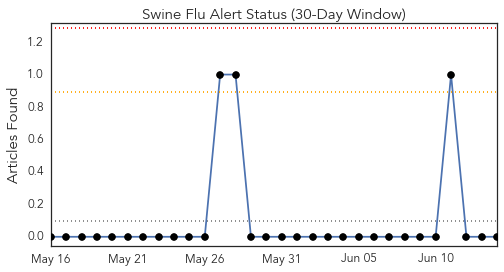 Swine Flu Alert Status (30-Day Window)
Articles Found
1.2
1.0
0.8
0.6
0.4
0.2
0.0
May 16
May 21
May 26
May 31
Jun 05
Jun 10